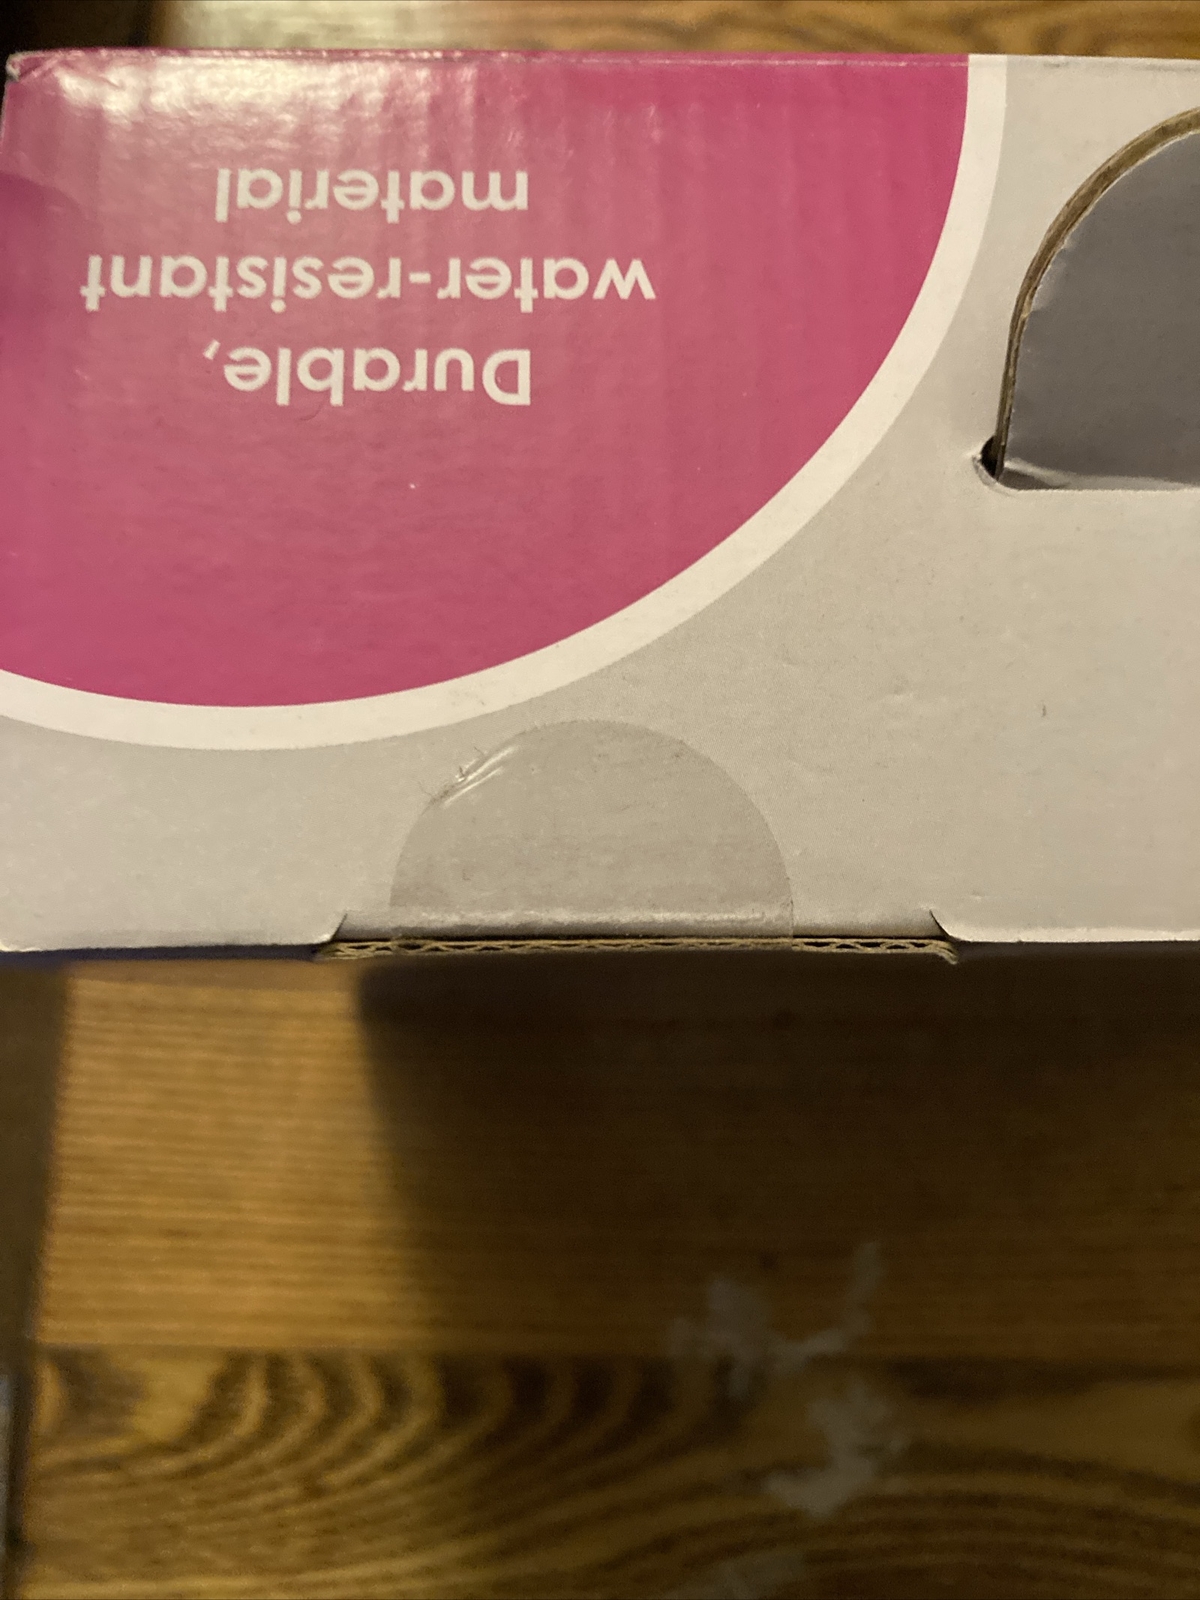 Durable,
water-resistant
material